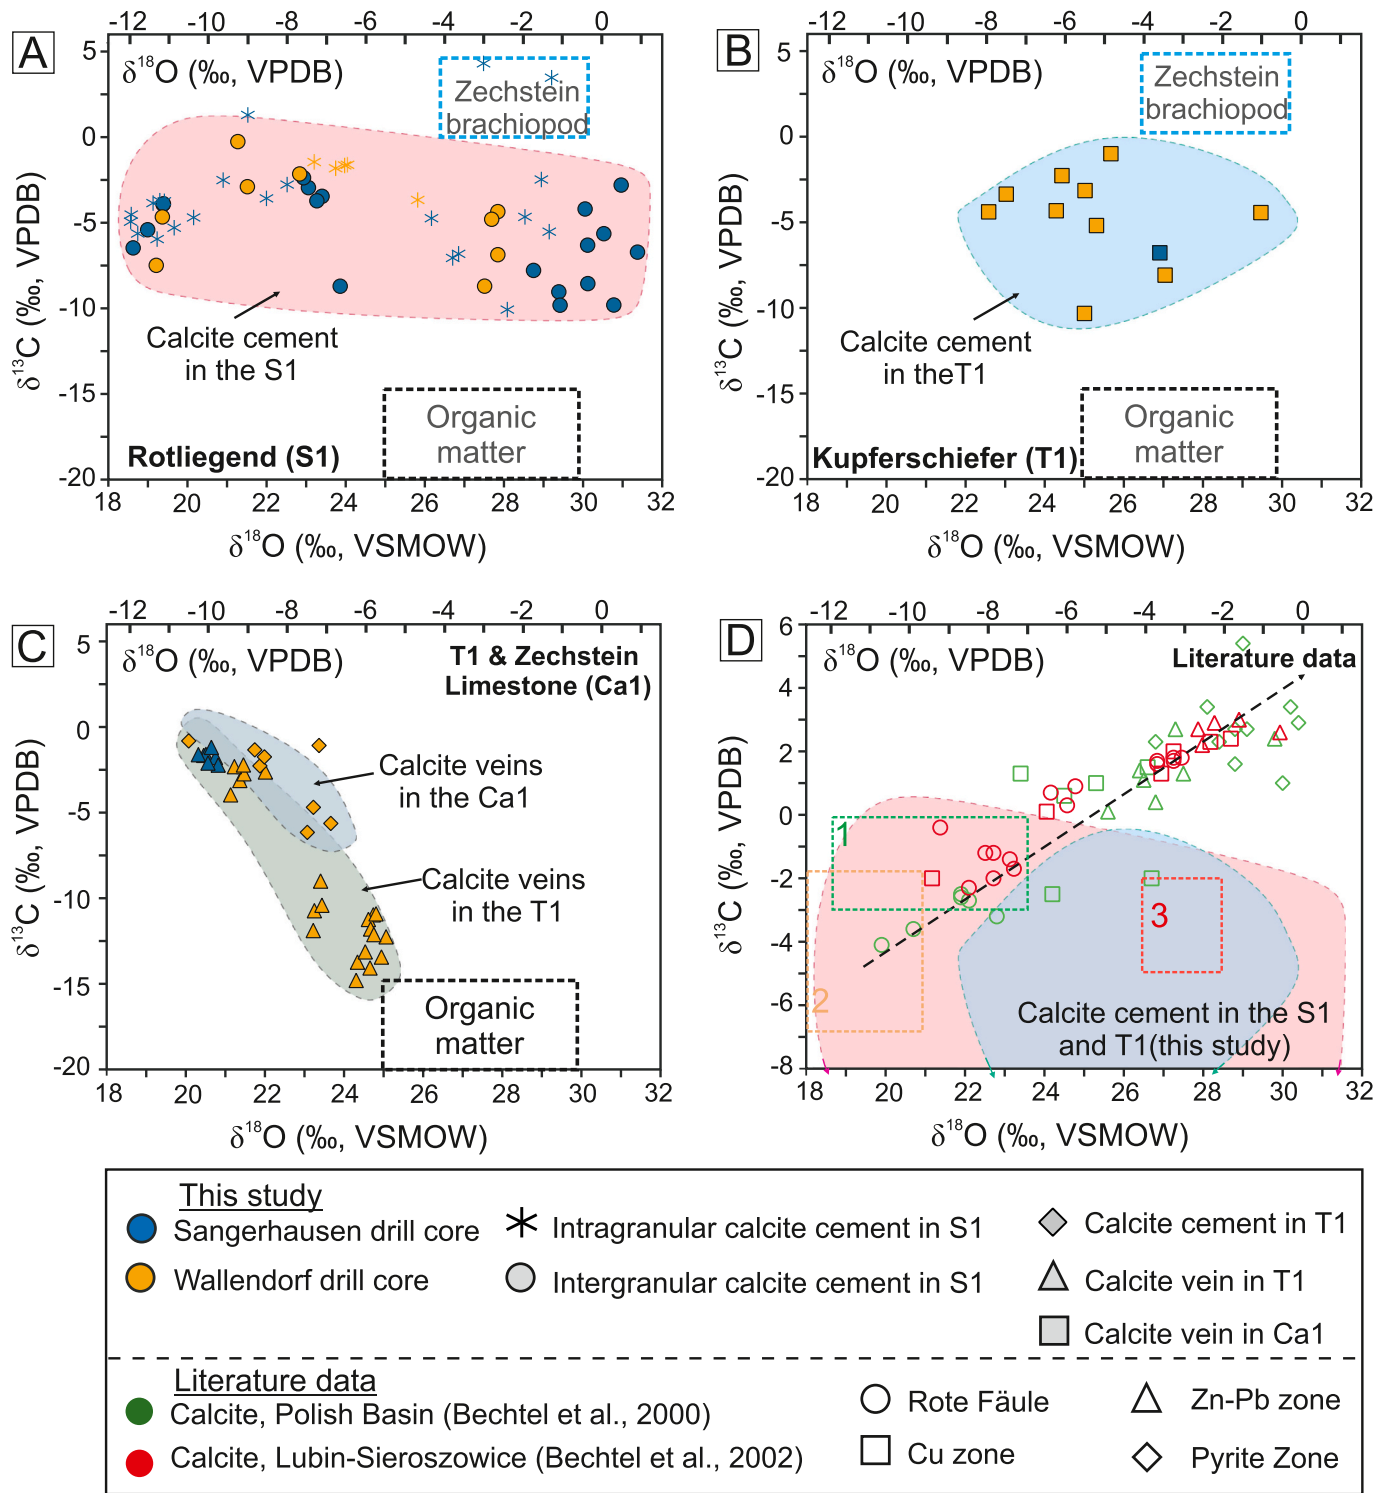 -12 -10 -8 -6 -4 -2 0
A
5
δ18O (‰, VPDB)
Zechstein
brachiopod
0
-5
-10
-15
-20
δ13C (‰, VPDB)
Calcite cement
in the S1
Organic
matter
Rotliegend (S1)
18 20 22 24 26 28 30 32
δ18O (‰, VSMOW)
-12 -10 -8 -6 -4 -2 0
B
5
δ18O (‰, VPDB)
Zechstein
brachiopod
0
-5
-10
-15
-20
δ13C (‰, VPDB)
Calcite cement
in theT1
Organic
matter
Kupferschiefer (T1)
18 20 22 24 26 28 30 32
δ18O (‰, VSMOW)
-12 -10 -8 -6 -4 -2 0
C
5
δ18O (‰, VPDB)
T1 & Zechstein
Limestone (Ca1)
0
-5
-10
-15
-20
δ13C (‰, VPDB)
Calcite veins
in the Ca1
Calcite veins
in the T1
Organic
matter
18 20 22 24 26 28 30 32
δ18O (‰, VSMOW)
-12 -10 -8 -6 -4 -2 0
D
6
δ18O (‰, VPDB)
Literature data
4
2
0
-2
-4
-6
-8
δ13C (‰, VPDB)
1
2
3
Calcite cement in the S1
and T1(this study)
18 20 22 24 26 28 30 32
δ18O (‰, VSMOW)
This study
Sangerhausen drill core
Wallendorf drill core
Intragranular calcite cement in S1
Intergranular calcite cement in S1
Calcite cement in T1
Calcite vein in T1
Calcite vein in Ca1
Literature data
Calcite, Polish Basin (Bechtel et al., 2000)
Calcite, Lubin-Sieroszowice (Bechtel et al., 2002)
Rote Fäule
Cu zone
Zn-Pb zone
Pyrite Zone